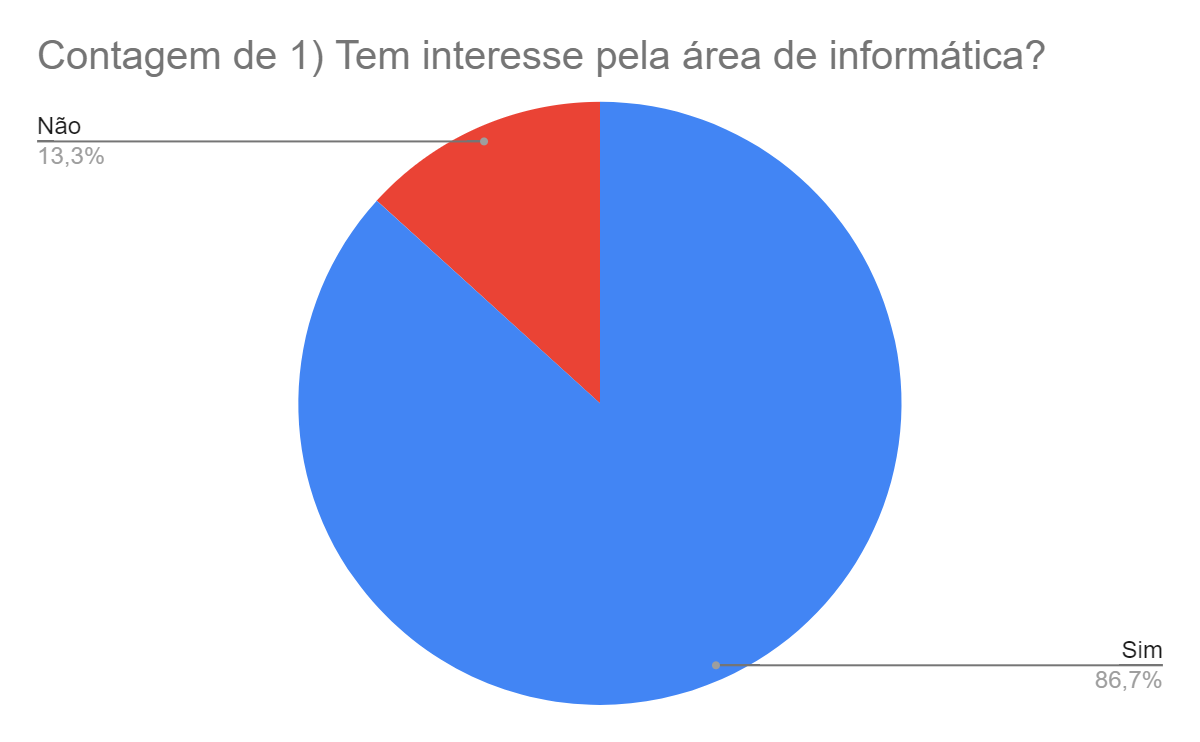 Contagem de 1) Tem interesse pela área de informática?
Não
13,3%
Sim
86,7%